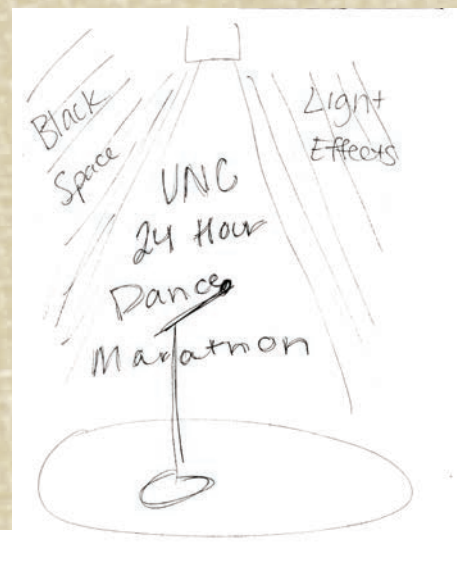 Black
Space
Light
Effects
UNC
24 Hour
Dance
Marathon